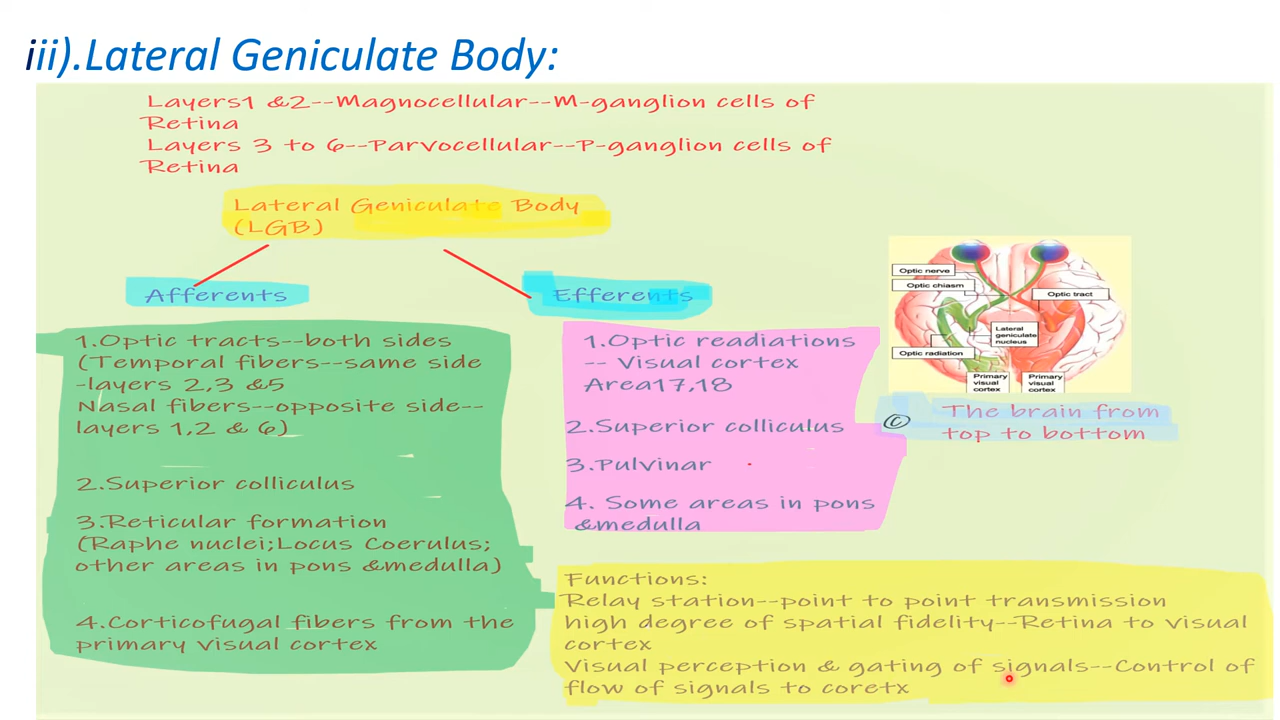 iii).Lateral Geniculate Body:
Layers1 &2--Magnocellular--M-ganglion cells of
Retina
Layers 3 to 6--Parvocellular--P-ganglion cells of
Retina
Lateral Geniculate Body
(LGB)
Afferents
Efferents
1.Optic tracts--both sides
(Temporal fibers--same side
-layers 2,3 &5
Nasal fibers--opposite side--
layers 1,2 & 6)
2.Superior colliculus
3.Reticular formation
(Raphe nuclei;Locus Coerulus;
other areas in pons &medulla)
4.Corticofugal fibers from the
primary visual cortex
1.Optic readiations
-- Visual cortex
Area17,18
2.Superior colliculus
3.Pulvinar
4. Some areas in pons
&medulla
Optic nerve
Optic chiasm
Optic tract
Lateral
geniculate
nucleus
Optic radiation
Primary
visual
cortex
Primary
visual
cortex
© The brain from
top to bottom
Functions:
Relay station--point to point transmission
high degree of spatial fidelity--Retina to visual
cortex
Visual perception & gating of signals--Control of
flow of signals to coretx